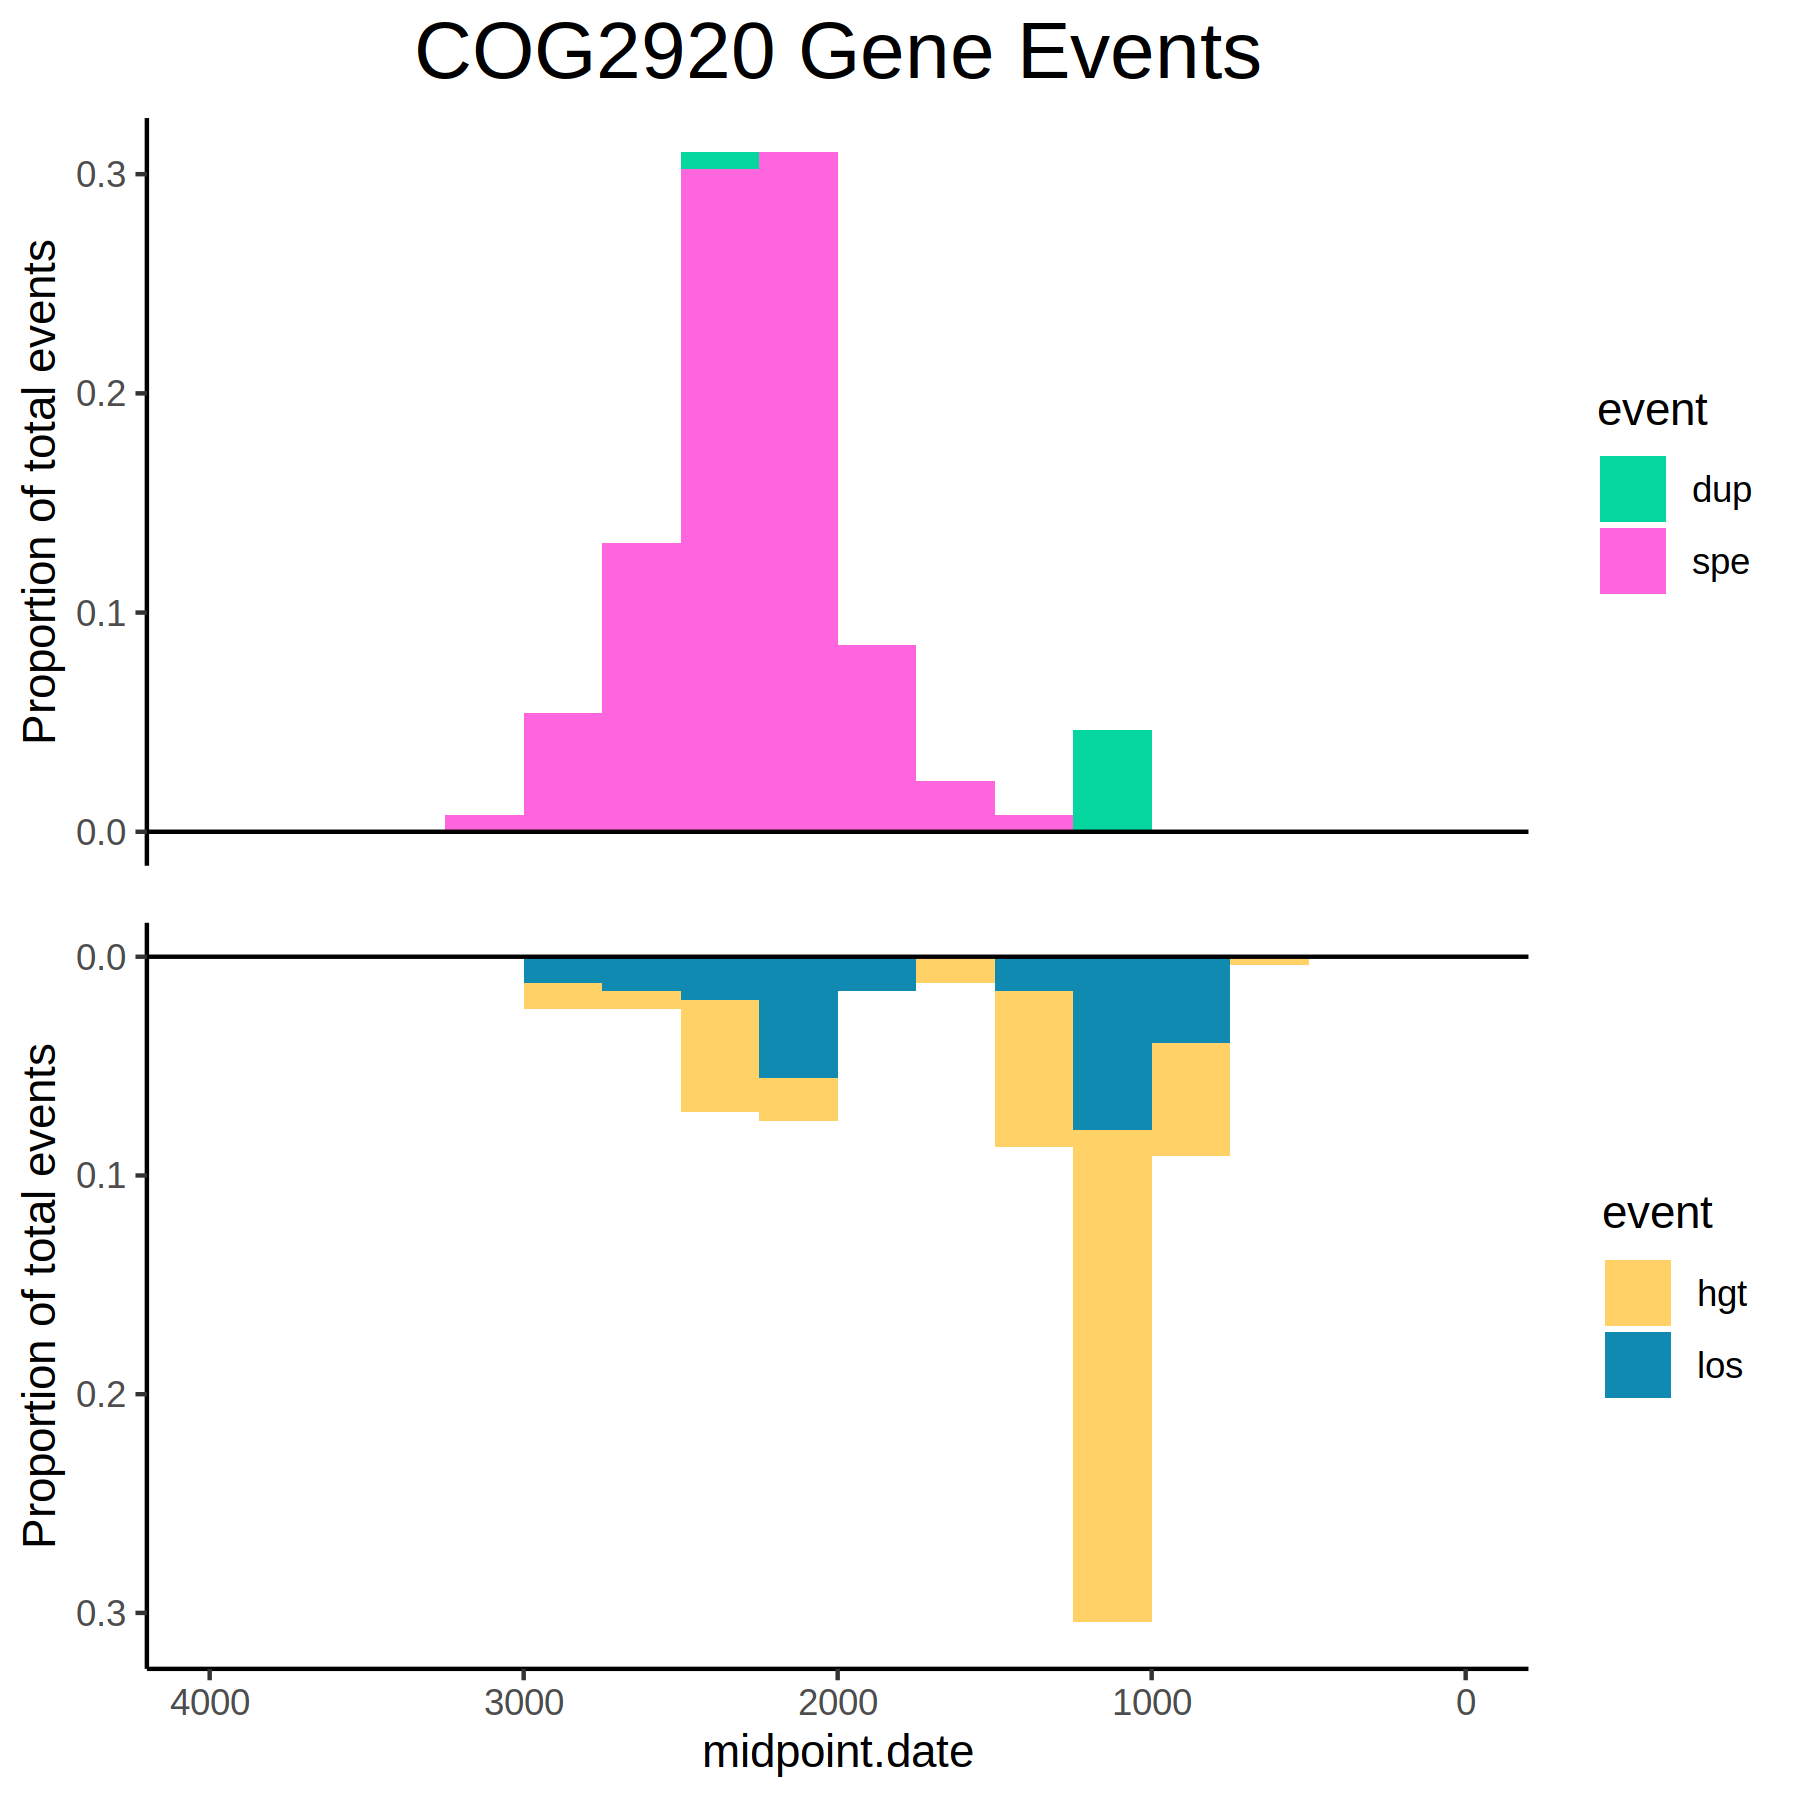 COG2920 Gene Events
Proportion of total events
0.3
0.2
0.1
0.0
event
dup
spe
Proportion of total events
0.0
0.1
0.2
0.3
event
hgt
los
4000 3000 2000 1000 0
midpoint.date